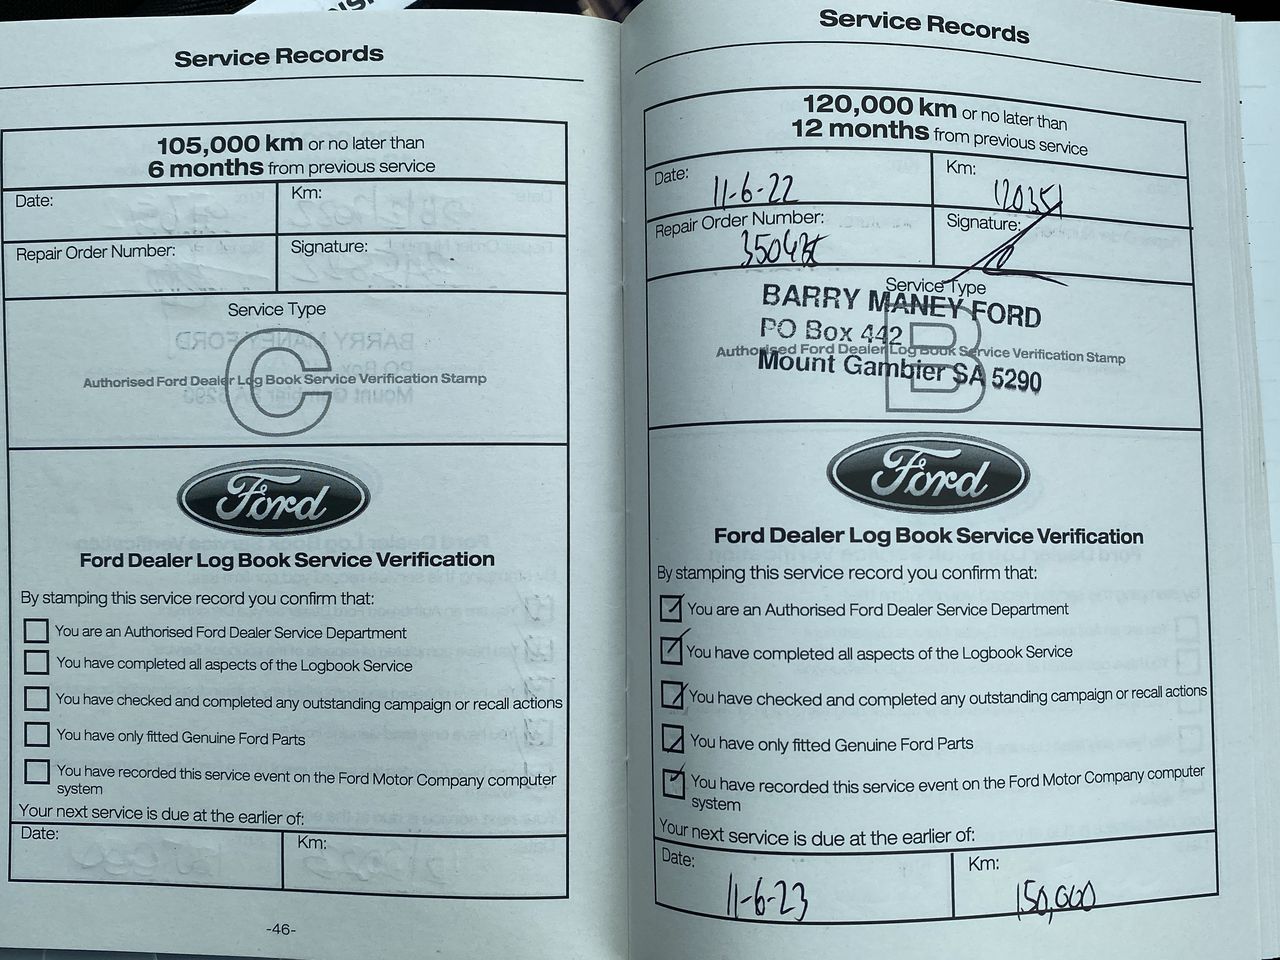 Service Records
105,000 km or no later than
6 months from previous service
Date:
Km:
Repair Order Number:
Signature:
Service Type
C
Authorised Ford Dealer Log Book Service Verification Stamp
Ford
Ford Dealer Log Book Service Verification
By stamping this service record you confirm that:
You are an Authorised Ford Dealer Service Department
You have completed all aspects of the Logbook Service
You have checked and completed any outstanding campaign or recall actions
You have only fitted Genuine Ford Parts
You have recorded this service event on the Ford Motor Company computer
system
Your next service is due at the earlier of:
Date:
Km:
-46-
Service Records
120,000 km or no later than
12 months from previous service
Date: 11-6-22
Km: 120351
Repair Order Number:
Signature:
Service Type
BARRY MANEY FORD
PO Box 442
B
Authorised Ford Dealer Log Book Service Verification Stamp
Mount Gambier SA 5290
Ford
Ford Dealer Log Book Service Verification
By stamping this service record you confirm that:
You are an Authorised Ford Dealer Service Department
You have completed all aspects of the Logbook Service
You have checked and completed any outstanding campaign or recall actions
You have only fitted Genuine Ford Parts
You have recorded this service event on the Ford Motor Company computer
system
Your next service is due at the earlier of:
Date: 11-6-23
Km: 150,000